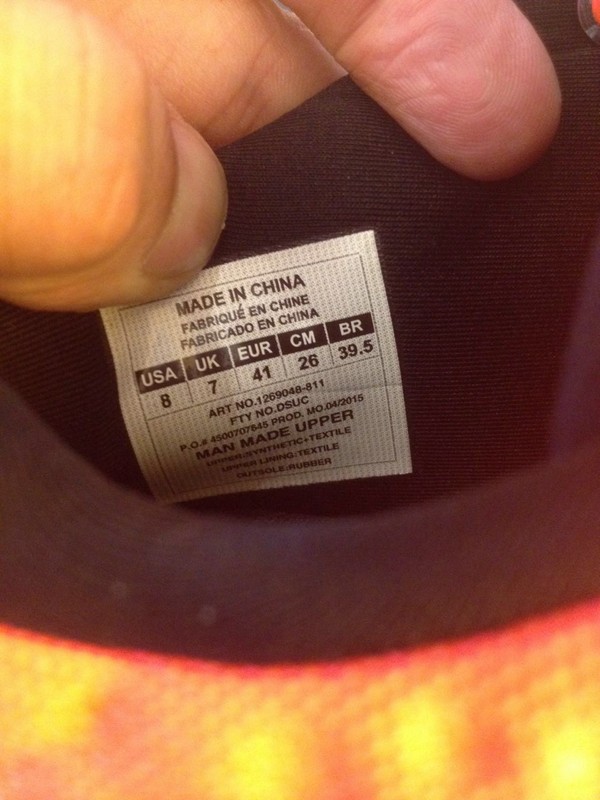 MADE IN CHINA
FABRIQUÉ EN CHINE
FABRICADO EN CHINA
USA UK EUR CM BR
8 7 41 26 39.5
ART NO.1269048-811
FTY NO.DSUC
P.O.# 4500707645 PROD. MO.04/2015
MAN MADE UPPER
UPPER:SYNTHETIC+TEXTILE
UPPER LINING:TEXTILE
OUTSOLE:RUBBER